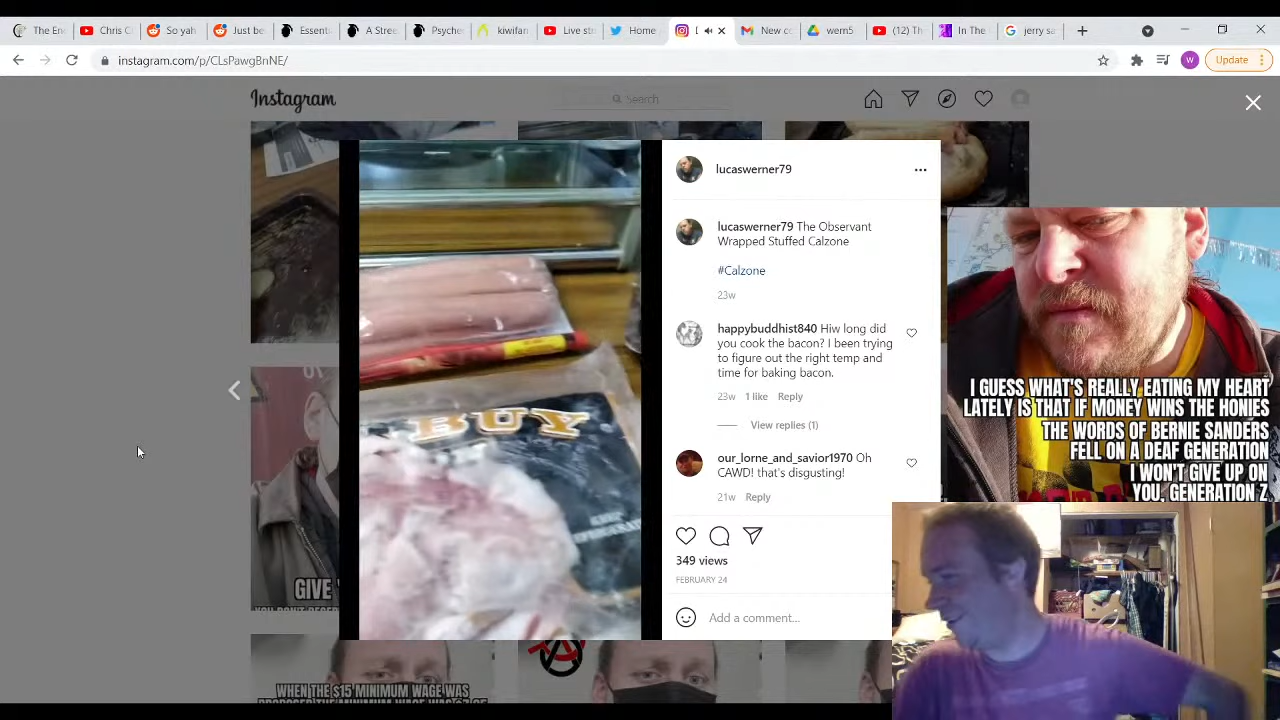 The En
Chris C
So yah
Just be
Essenti
A Stree
Psyche
kiwifan
Live str
Home /
New co
wern5
(12) Th
In The
jerry sa
instagram.com/p/CLsPawgBnNE/
W
Update
Instagram
Search
lucaswerner79
lucaswerner79 The Observant
Wrapped Stuffed Calzone
#Calzone
23w
happybuddhist840 Hiw long did
you cook the bacon? I been trying
to figure out the right temp and
time for baking bacon.
23w 1 like Reply
View replies (1)
our_lorne_and_savior1970 Oh
CAWD! that's disgusting!
21w Reply
349 views
FEBRUARY 24
Add a comment...
BUY
GIVE
WHEN THE $15 MINIMUM WAGE WAS
I GUESS WHAT'S REALLY EATING MY HEART
LATELY IS THAT IF MONEY WINS THE HONIES
THE WORDS OF BERNIE SANDERS
FELL ON A DEAF GENERATION
I WON'T GIVE UP ON
YOU, GENERATION Z.